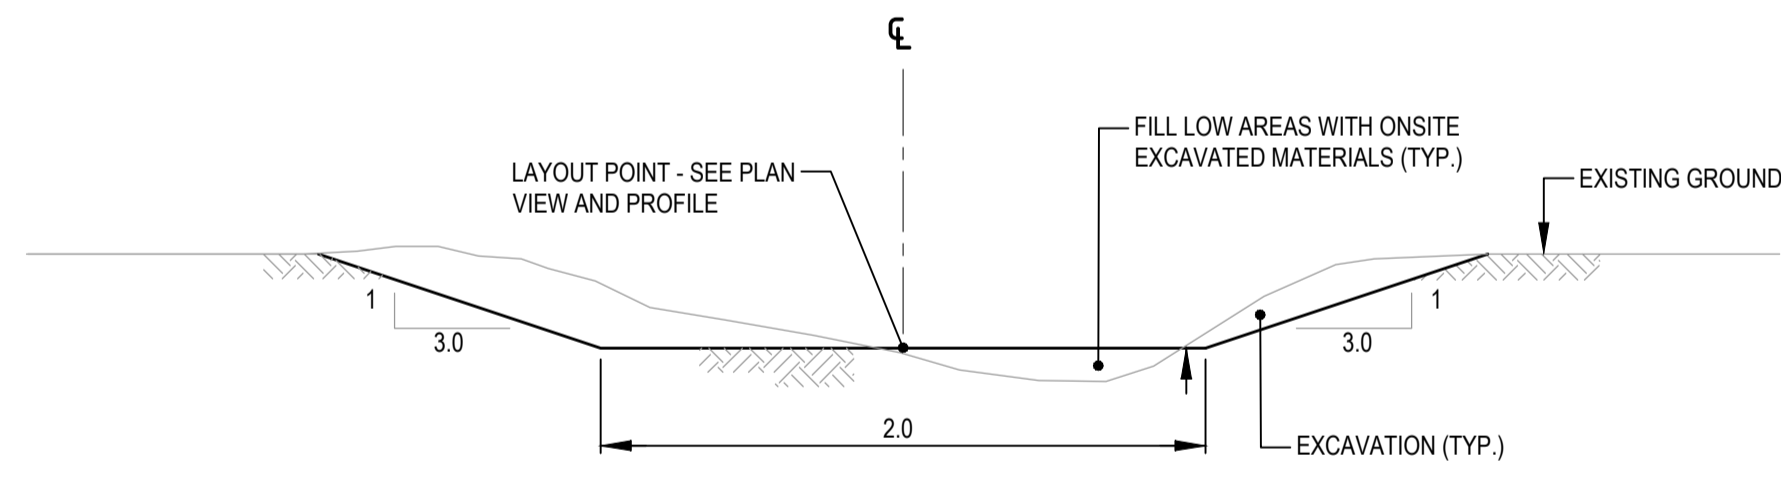 ℄
FILL LOW AREAS WITH ONSITE
EXCAVATED MATERIALS (TYP.)
LAYOUT POINT - SEE PLAN
VIEW AND PROFILE
EXISTING GROUND
1
3.0
1
3.0
2.0
EXCAVATION (TYP.)